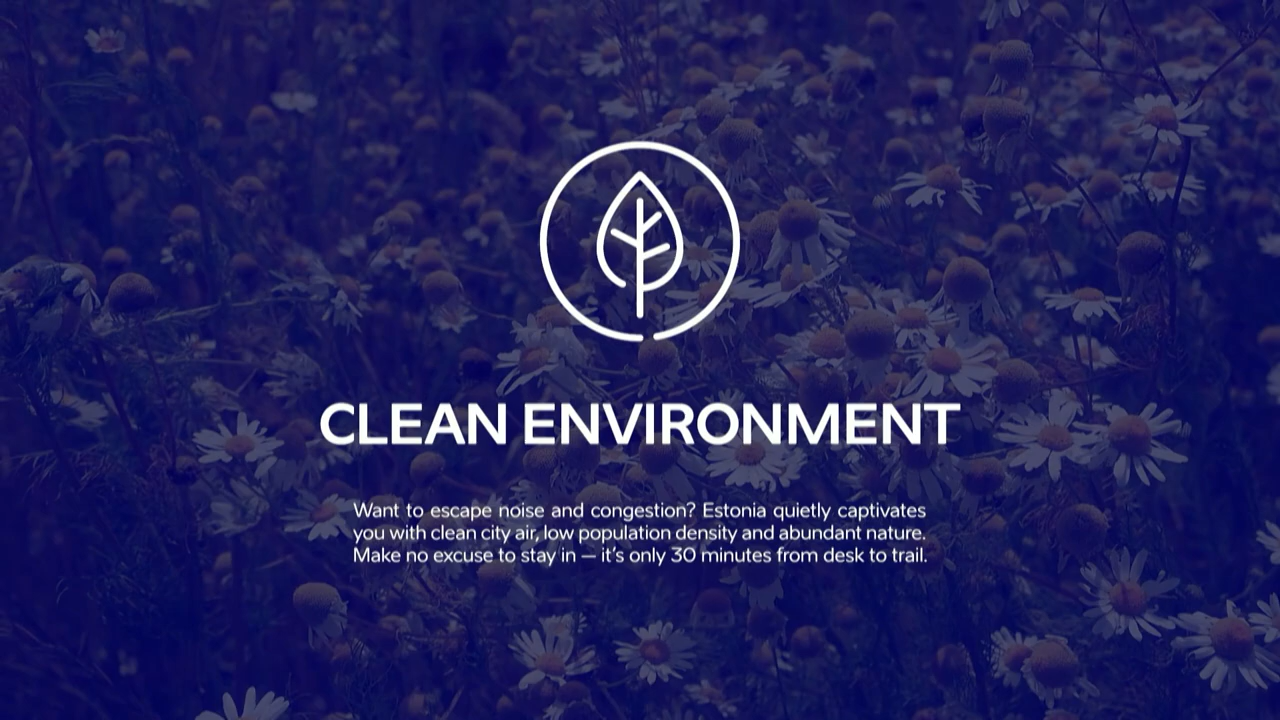 CLEAN ENVIRONMENT
Want to escape noise and congestion? Estonia quietly captivates
you with clean city air, low population density and abundant nature.
Make no excuse to stay in – it’s only 30 minutes from desk to trail.